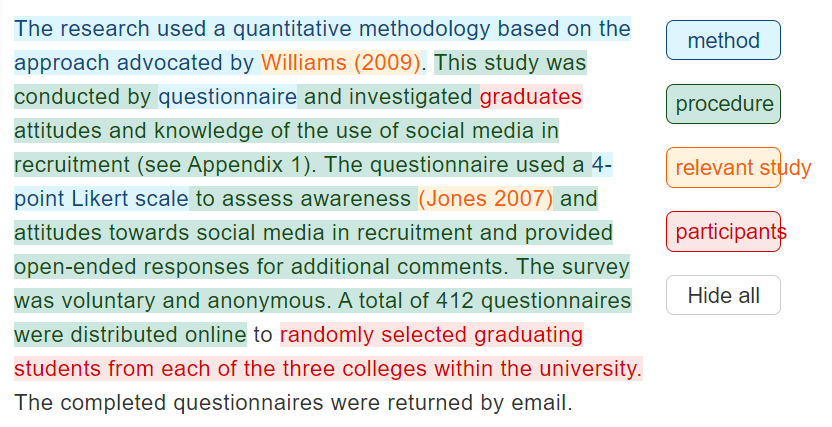 The research used a quantitative methodology based on the
approach advocated by Williams (2009). This study was
conducted by questionnaire and investigated graduates
attitudes and knowledge of the use of social media in
recruitment (see Appendix 1). The questionnaire used a 4-
point Likert scale to assess awareness (Jones 2007) and
attitudes towards social media in recruitment and provided
open-ended responses for additional comments. The survey
was voluntary and anonymous. A total of 412 questionnaires
were distributed online to randomly selected graduating
students from each of the three colleges within the university.
The completed questionnaires were returned by email.
method
procedure
relevant study
participants
Hide all